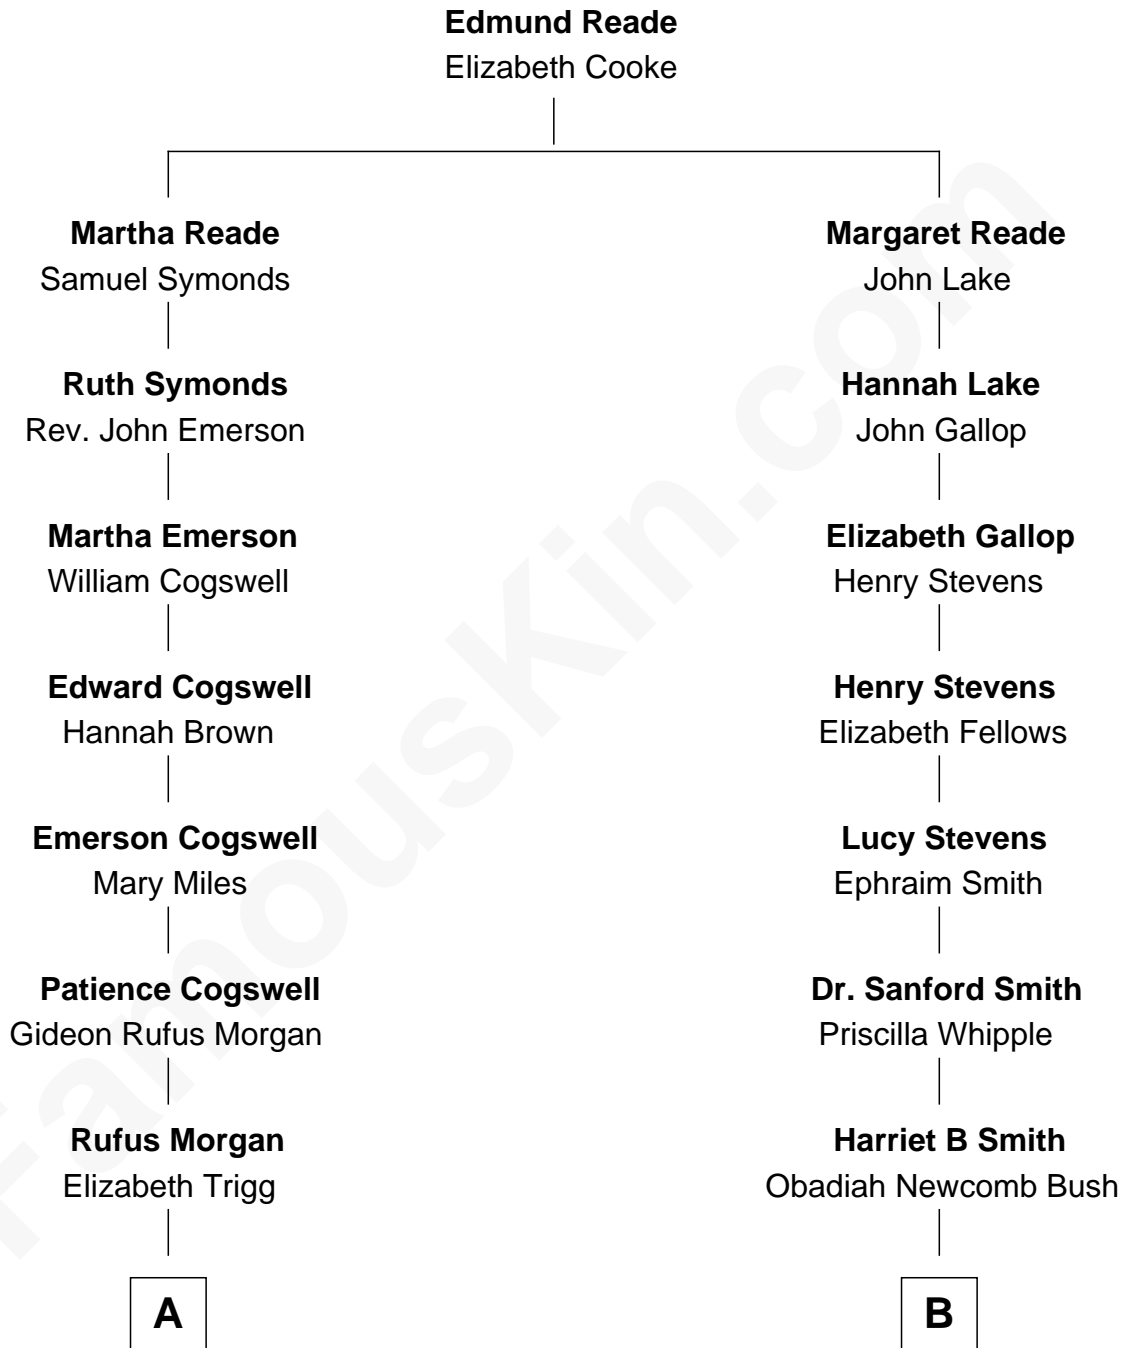 Edmund Reade
Elizabeth Cooke
Martha Reade
Samuel Symonds
Margaret Reade
John Lake
Ruth Symonds
Rev. John Emerson
Hannah Lake
John Gallop
Martha Emerson
William Cogswell
Elizabeth Gallop
Henry Stevens
Edward Cogswell
Hannah Brown
Henry Stevens
Elizabeth Fellows
Emerson Cogswell
Mary Miles
Lucy Stevens
Ephraim Smith
Patience Cogswell
Gideon Rufus Morgan
Dr. Sanford Smith
Priscilla Whipple
Rufus Morgan
Elizabeth Trigg
Harriet B Smith
Obadiah Newcomb Bush
A
B
FamousKin.com